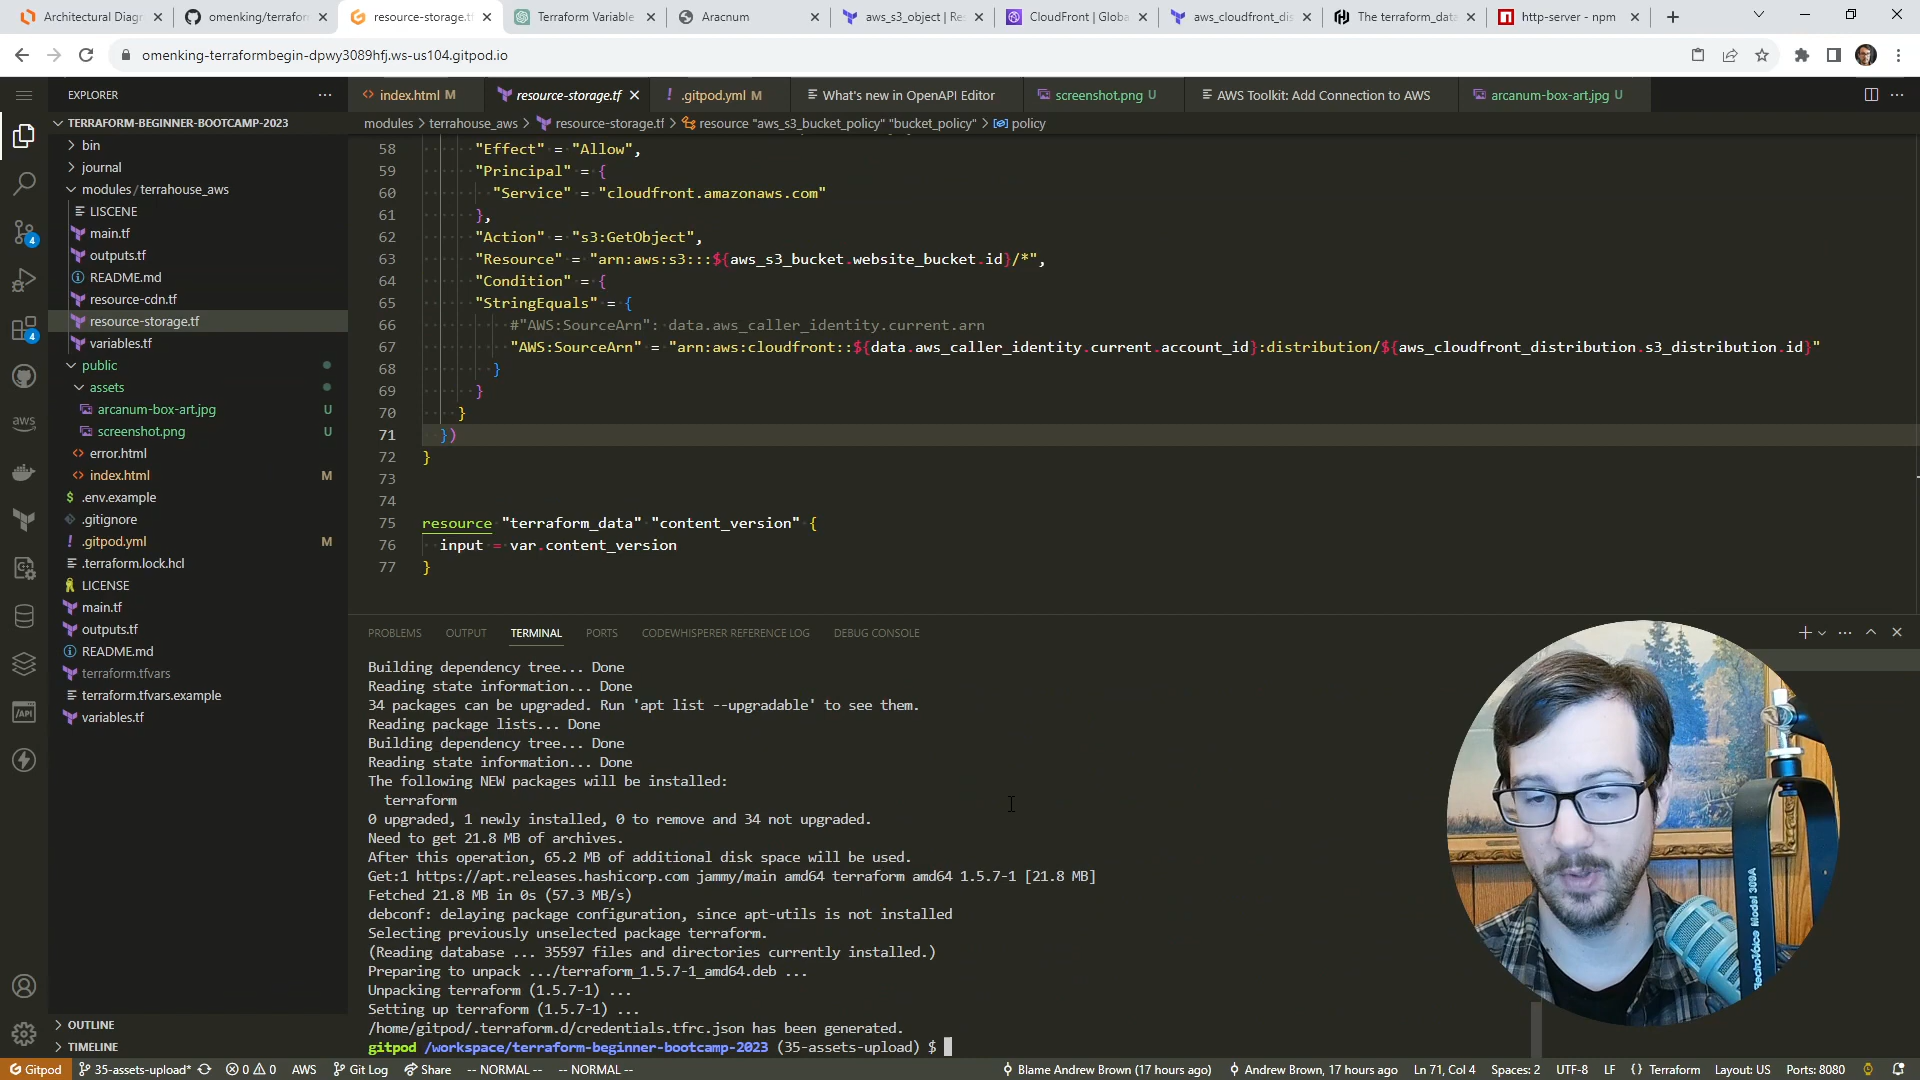 Architectural Diagr
omenking/terrafor
resource-storage.t
Terraform Variable
Aracnum
aws_s3_object | Re
CloudFront | Globa
aws_cloudfront_dis
The terraform_data
http-server - npm
omenking-terraformbegin-dpwy3089hfj.ws-us104.gitpod.io
EXPLORER
index.html M
resource-storage.tf
.gitpod.yml M
What's new in OpenAPI Editor
screenshot.png U
AWS Toolkit: Add Connection to AWS
arcanum-box-art.jpg U
TERRAFORM-BEGINNER-BOOTCAMP-2023
modules > terrahouse_aws > resource-storage.tf > resource "aws_s3_bucket_policy" "bucket_policy" > policy
bin
journal
modules/terrahouse_aws
LISCENE
main.tf
outputs.tf
README.md
resource-cdn.tf
resource-storage.tf
variables.tf
public
assets
arcanum-box-art.jpg U
screenshot.png U
error.html
index.html M
.env.example
.gitignore
.gitpod.yml M
.terraform.lock.hcl
LICENSE
main.tf
outputs.tf
README.md
terraform.tfvars
terraform.tfvars.example
variables.tf
OUTLINE
TIMELINE
4
4
aws
/API
58 "Effect" = "Allow",
59 "Principal" = {
60 "Service" = "cloudfront.amazonaws.com"
61 },
62 "Action" = "s3:GetObject",
63 "Resource" = "arn:aws:s3:::${aws_s3_bucket.website_bucket.id}/*",
64 "Condition" = {
65 "StringEquals" = {
66 #"AWS:SourceArn": data.aws_caller_identity.current.arn
67 "AWS:SourceArn" = "arn:aws:cloudfront::${data.aws_caller_identity.current.account_id}:distribution/${aws_cloudfront_distribution.s3_distribution.id}"
68 }
69 }
70 }
71 })
72 }
73
74
75 resource "terraform_data" "content_version" {
76 input = var.content_version
77 }
PROBLEMS OUTPUT TERMINAL PORTS CODEWHISPERER REFERENCE LOG DEBUG CONSOLE
Building dependency tree... Done
Reading state information... Done
34 packages can be upgraded. Run 'apt list --upgradable' to see them.
Reading package lists... Done
Building dependency tree... Done
Reading state information... Done
The following NEW packages will be installed:
terraform
0 upgraded, 1 newly installed, 0 to remove and 34 not upgraded.
Need to get 21.8 MB of archives.
After this operation, 65.2 MB of additional disk space will be used.
Get:1 https://apt.releases.hashicorp.com jammy/main amd64 terraform amd64 1.5.7-1 [21.8 MB]
Fetched 21.8 MB in 0s (57.3 MB/s)
debconf: delaying package configuration, since apt-utils is not installed
Selecting previously unselected package terraform.
(Reading database ... 35597 files and directories currently installed.)
Preparing to unpack .../terraform_1.5.7-1_amd64.deb ...
Unpacking terraform (1.5.7-1) ...
Setting up terraform (1.5.7-1) ...
/home/gitpod/.terraform.d/credentials.tfrc.json has been generated.
gitpod /workspace/terraform-beginner-bootcamp-2023 (35-assets-upload) $
ElectroVoice Model 309A
Gitpod 35-assets-upload* 0 0 AWS Git Log Share -- NORMAL -- -- NORMAL -- Blame Andrew Brown (17 hours ago) Andrew Brown, 17 hours ago Ln 71, Col 4 Spaces: 2 UTF-8 LF {} Terraform Layout: US Ports: 8080